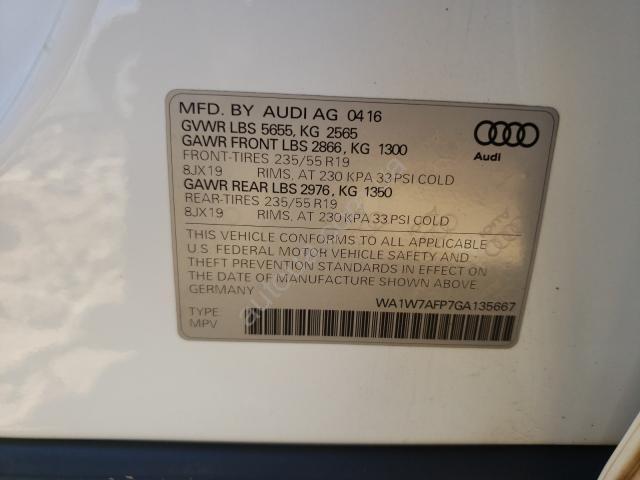 MFD. BY AUDI AG 0416
GVWR LBS 5655, KG 2565
GAWR FRONT LBS 2866, KG 1300
FRONT-TIRES 235/55 R19
8JX19 RIMS, AT 230 KPA 33 PSI COLD
GAWR REAR LBS 2976, KG 1350
REAR-TIRES 235/55 R19
8JX19 RIMS, AT 230 KPA 33 PSI COLD
Audi
THIS VEHICLE CONFORMS TO ALL APPLICABLE
U.S. FEDERAL MOTOR VEHICLE SAFETY AND
THEFT PREVENTION STANDARDS IN EFFECT ON
THE DATE OF MANUFACTURE SHOWN ABOVE.
GERMANY
WA1W7AFP7GA135667
TYPE
MPV